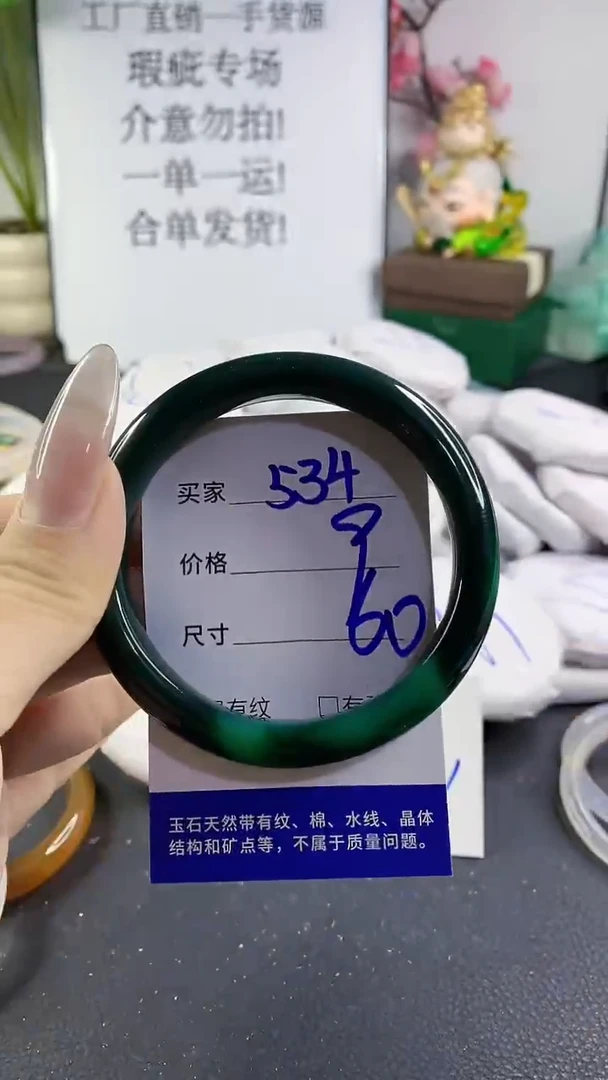 工厂直销一手货源
瑕疵专场
介意勿拍!
一单一运!
合单发货!
买家 534
价格 9
尺寸 60
有纹
□有
玉石天然带有纹、棉、水线、晶体
结构和矿点等，不属于质量问题。